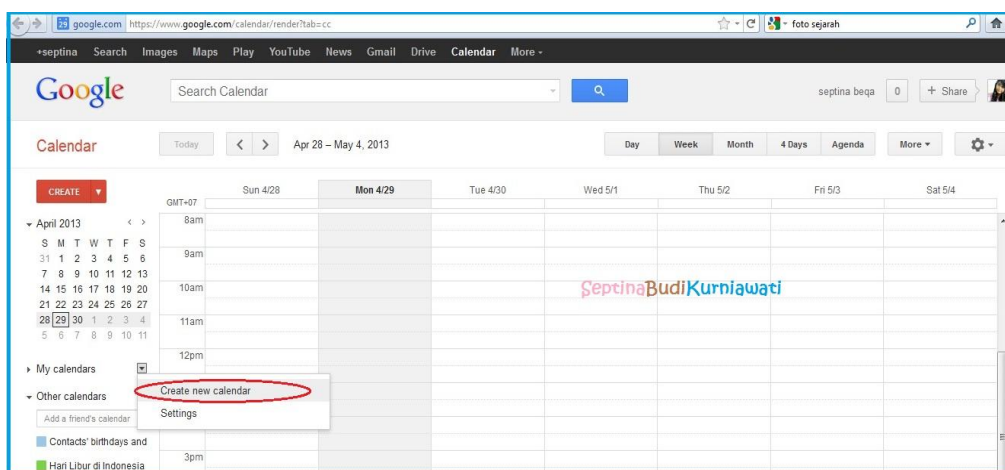 google.com https://www.google.com/calendar/render?tab=cc foto sejarah
+septina Search Images Maps Play YouTube News Gmail Drive Calendar More
Google Search Calendar septina beqa 0 + Share
Calendar Today < > Apr 28 – May 4, 2013 Day Week Month 4 Days Agenda More
CREATE Sun 4/28 Mon 4/29 Tue 4/30 Wed 5/1 Thu 5/2 Fri 5/3 Sat 5/4
GMT+07
April 2013 < >
8am
S M T W T F S
31 1 2 3 4 5 6
9am
7 8 9 10 11 12 13
14 15 16 17 18 19 20
10am
SeptinaBudiKurniawati
21 22 23 24 25 26 27
28 29 30 1 2 3 4
11am
5 6 7 8 9 10 11
12pm
My calendars
Create new calendar
Other calendars
Settings
Add a friend's calendar
Contacts' birthdays and
3pm
Hari Libur di Indonesia